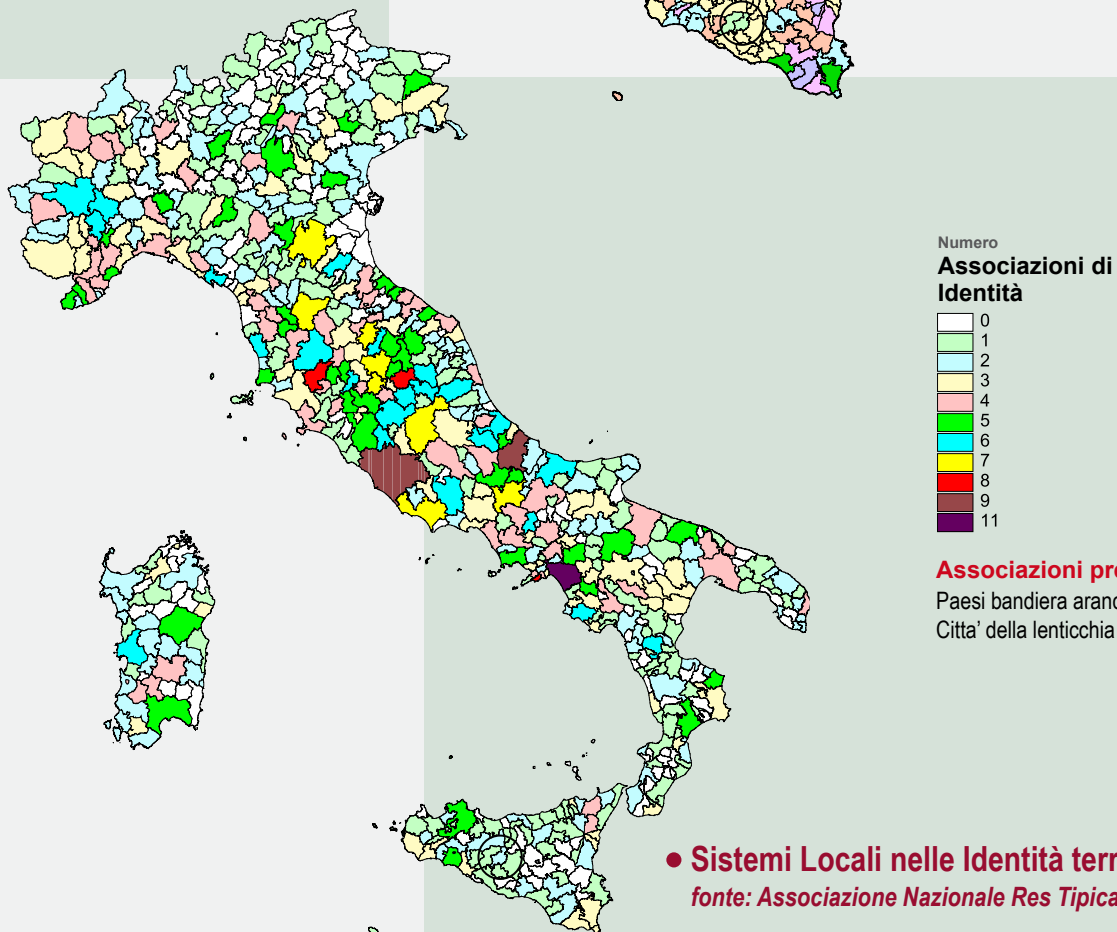 Numero
Associazioni di
Identità
0
1
2
3
4
5
6
7
8
9
11
Associazioni pre
Paesi bandiera aranc
Citta' della lenticchia
• Sistemi Locali nelle Identità terr
fonte: Associazione Nazionale Res Tipica